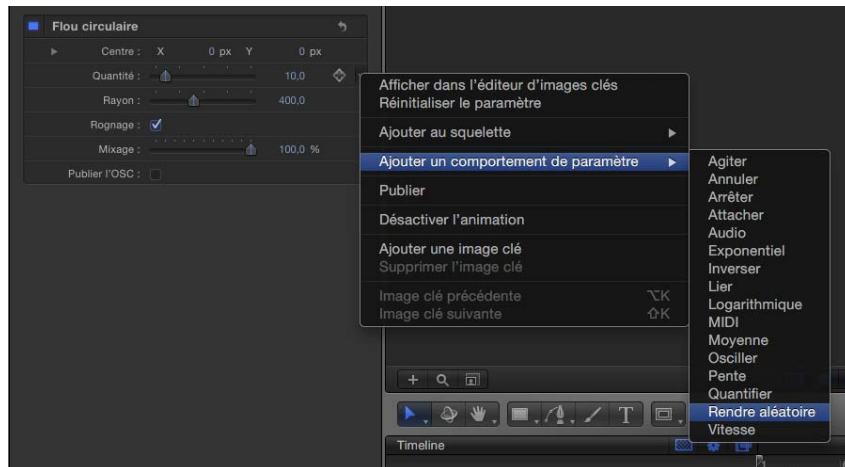 Flou circulaire
Centre : X 0 px Y 0 px
Quantité : 10,0
Rayon : 400,0
Rognage :
Mixage : 100,0 %
Publier l'OSC :
Afficher dans l'éditeur d'images clés
Réinitialiser le paramètre
Ajouter au squelette
Ajouter un comportement de paramètre
Publier
Désactiver l'animation
Ajouter une image clé
Supprimer l'image clé
Image clé précédente ⌥K
Image clé suivante ⇧K
Agiter
Annuler
Arrêter
Attacher
Audio
Exponentiel
Inverser
Lier
Logarithmique
MIDI
Moyenne
Osciller
Pente
Quantifier
Rendre aléatoire
Vitesse
T
Timeline